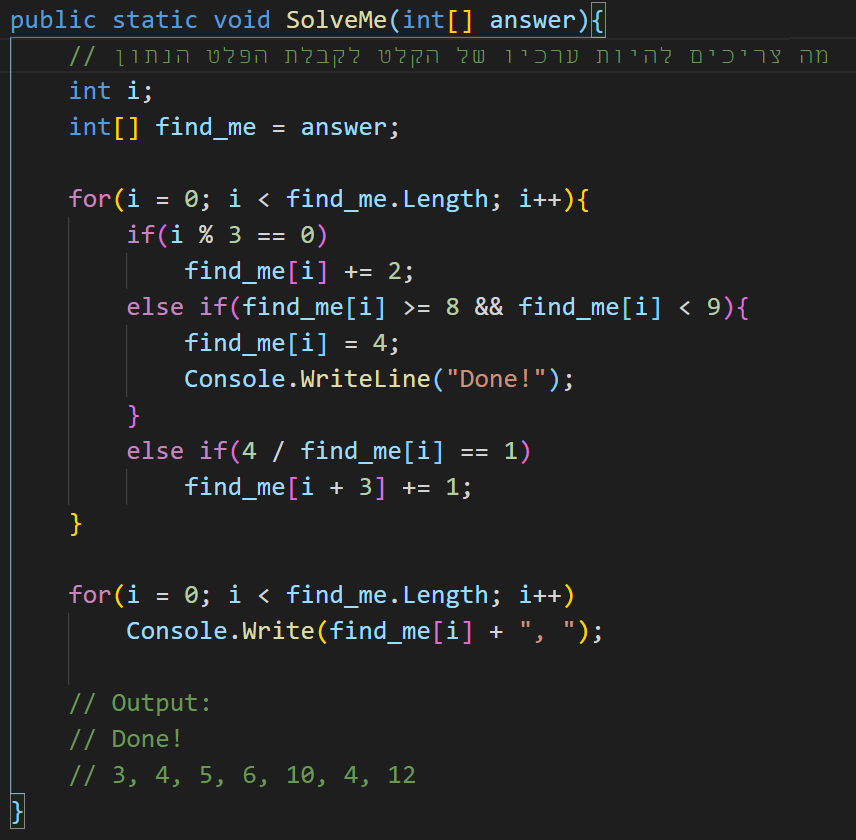 public static void SolveMe(int[] answer){
// מה צריכים להיות ערכיו של הקלט לקבלת הפלט הנתון
int i;
int[] find_me = answer;
for(i = 0; i < find_me.Length; i++){
if(i % 3 == 0)
find_me[i] += 2;
else if(find_me[i] >= 8 && find_me[i] < 9){
find_me[i] = 4;
Console.WriteLine("Done!");
}
else if(4 / find_me[i] == 1)
find_me[i + 3] += 1;
}
for(i = 0; i < find_me.Length; i++)
Console.Write(find_me[i] + ", ");
// Output:
// Done!
// 3, 4, 5, 6, 10, 4, 12
}